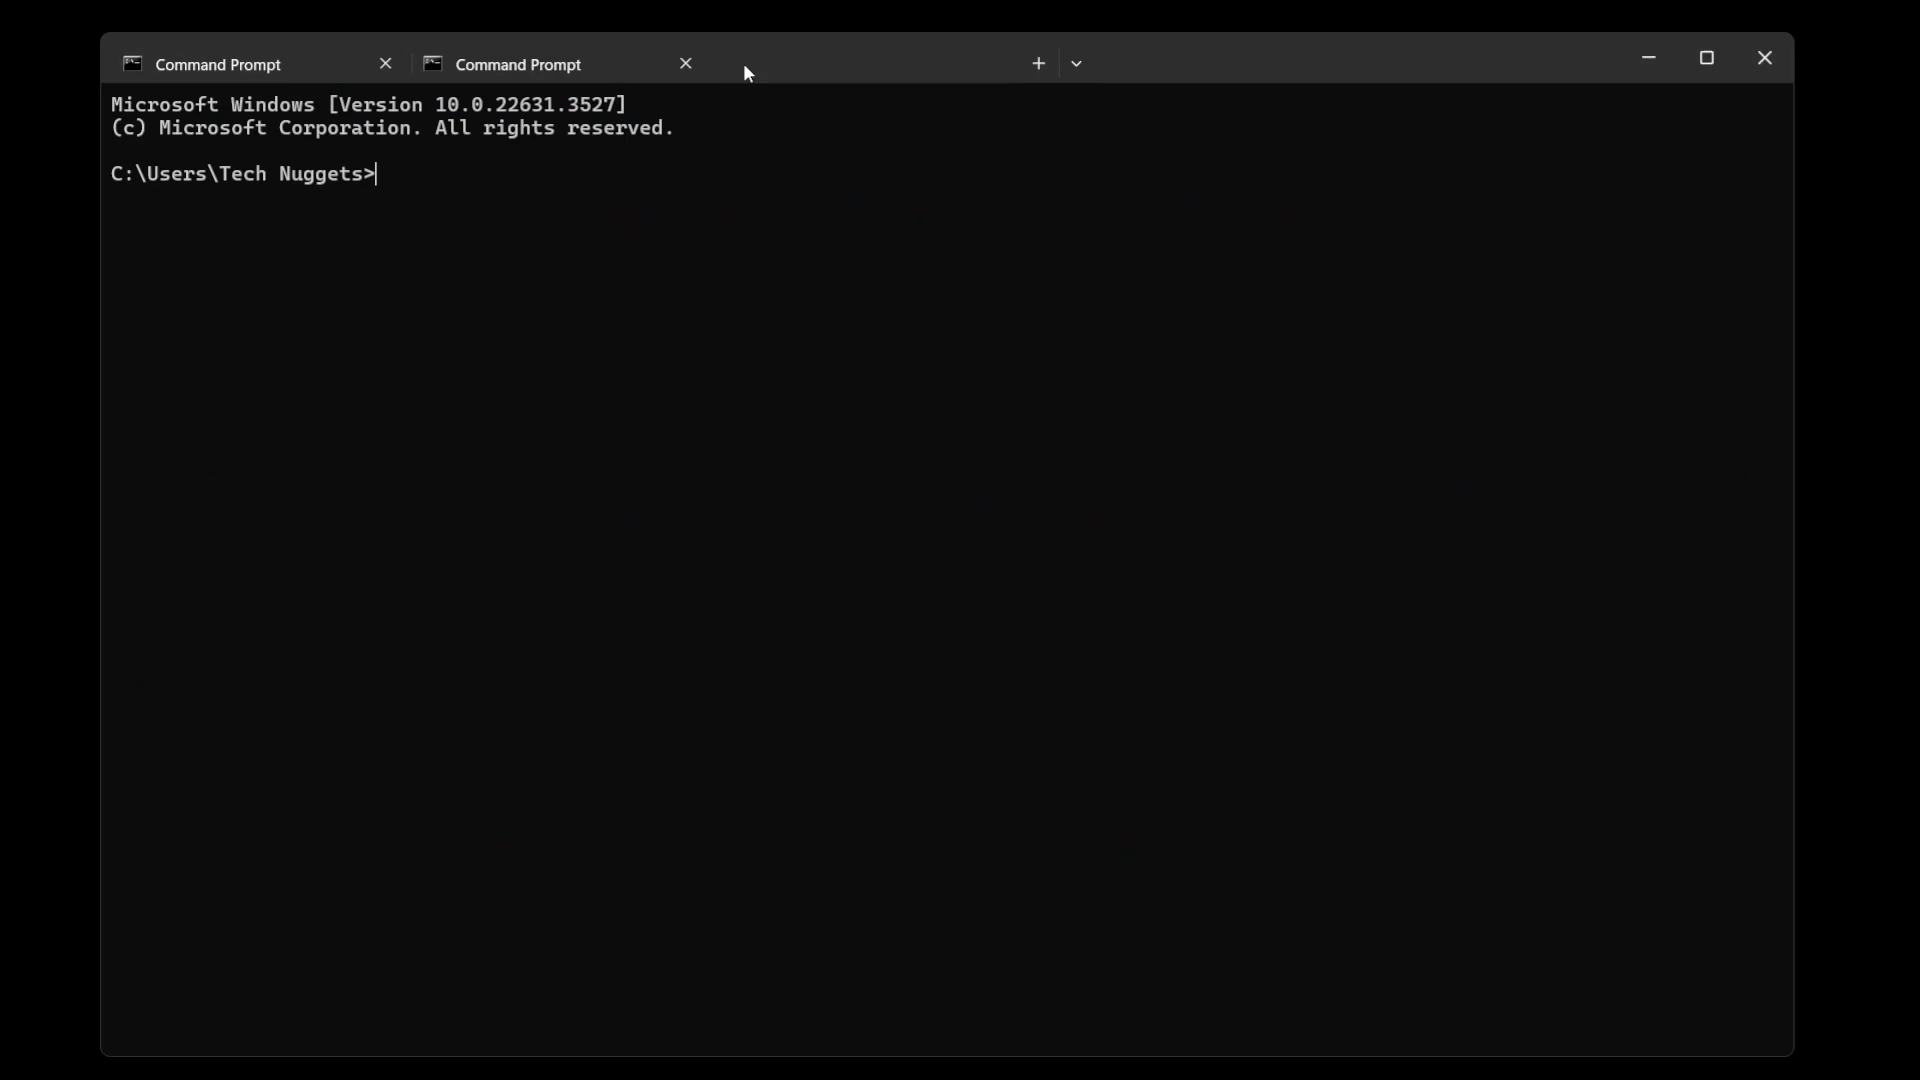 Command Prompt
Command Prompt
Microsoft Windows [Version 10.0.22631.3527]
(c) Microsoft Corporation. All rights reserved.
C:\Users\Tech Nuggets>